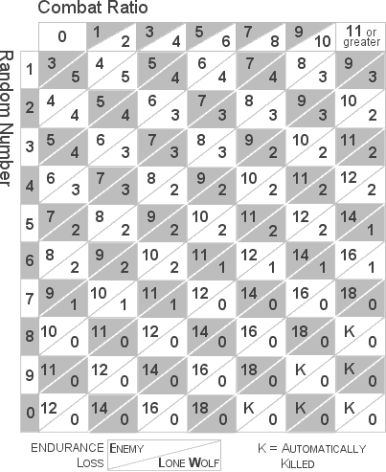 Combat Ratio
Random Number
0 1/2 3/4 5/6 7/8 9/10 11 or greater
1 3/5 4/5 5/4 6/4 7/4 8/3 9/3
2 4/4 5/4 6/3 7/3 8/3 9/3 10/2
3 5/4 6/3 7/3 8/3 9/2 10/2 11/2
4 6/3 7/3 8/2 9/2 10/2 11/2 12/2
5 7/2 8/2 9/2 10/2 11/2 12/2 14/1
6 8/2 9/2 10/2 11/1 12/1 14/1 16/1
7 9/1 10/1 11/1 12/0 14/0 16/0 18/0
8 10/0 11/0 12/0 14/0 16/0 18/0 K/0
9 11/0 12/0 14/0 16/0 18/0 K/0 K/0
0 12/0 14/0 16/0 18/0 K/0 K/0 K/0
ENDURANCE LOSS
ENEMY
LONE WOLF
K = AUTOMATICALLY KILLED